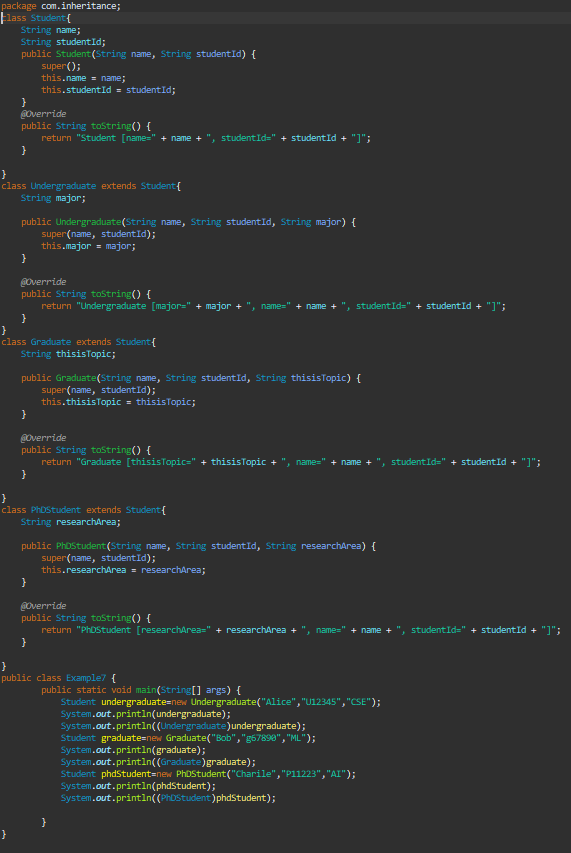 package com.inheritance;
class Student{
    String name;
    String studentId;
    public Student(String name, String studentId) {
        super();
        this.name = name;
        this.studentId = studentId;
    }
    @Override
    public String toString() {
        return "Student [name=" + name + ", studentId=" + studentId + "]";
    }

}
class Undergraduate extends Student{
    String major;

    public Undergraduate(String name, String studentId, String major) {
        super(name, studentId);
        this.major = major;
    }

    @Override
    public String toString() {
        return "Undergraduate [major=" + major + ", name=" + name + ", studentId=" + studentId + "]";
    }
}
class Graduate extends Student{
    String thisisTopic;

    public Graduate(String name, String studentId, String thisisTopic) {
        super(name, studentId);
        this.thisisTopic = thisisTopic;
    }

    @Override
    public String toString() {
        return "Graduate [thisisTopic=" + thisisTopic + ", name=" + name + ", studentId=" + studentId + "]";
    }

}
class PhDStudent extends Student{
    String researchArea;

    public PhDStudent(String name, String studentId, String researchArea) {
        super(name, studentId);
        this.researchArea = researchArea;
    }

    @Override
    public String toString() {
        return "PhDStudent [researchArea=" + researchArea + ", name=" + name + ", studentId=" + studentId + "]";
    }

}
public class Example7 {
        public static void main(String[] args) {
            Student undergraduate=new Undergraduate("Alice","U12345","CSE");
            System.out.println(undergraduate);
            System.out.println((Undergraduate)undergraduate);
            Student graduate=new Graduate("Bob","g67890","ML");
            System.out.println(graduate);
            System.out.println((Graduate)graduate);
            Student phdStudent=new PhDStudent("Charile","P11223","AI");
            System.out.println(phdStudent);
            System.out.println((PhDStudent)phdStudent);

        }
}